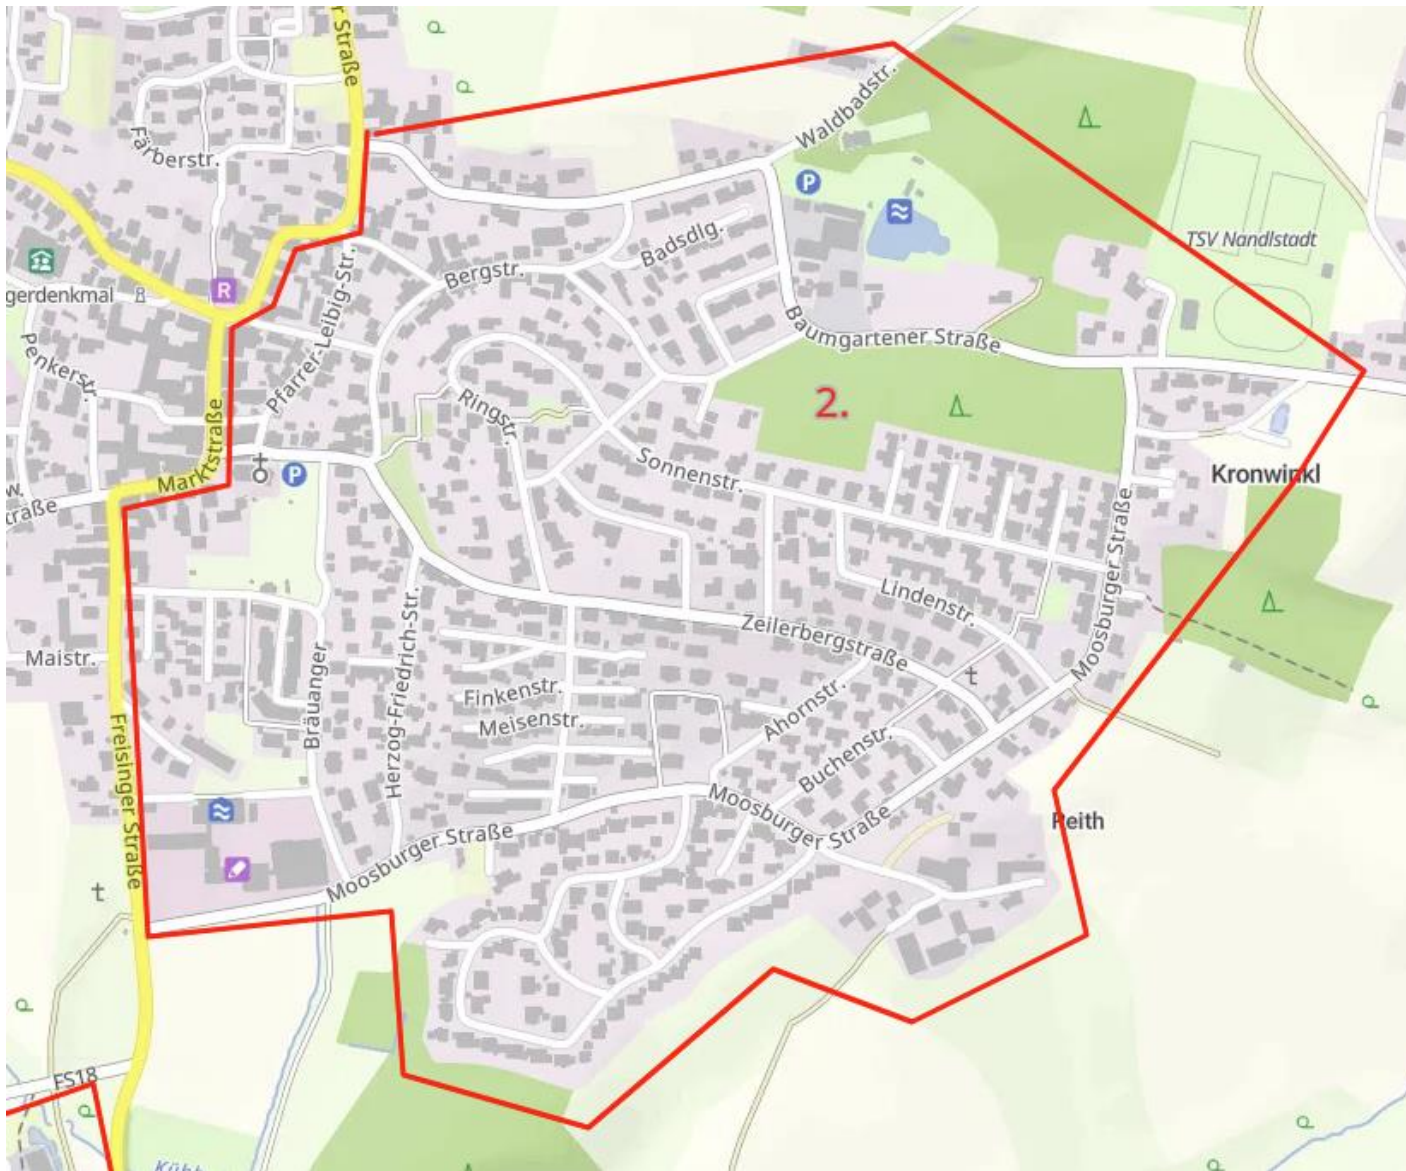 r Straße
Färberstr.
Waldbadstr.
P
TSV Nandlstadt
Badsdlg.
Bergstr.
gerdenkmal
R
Pfarrer-Leibig-Str.
Baumgartener Straße
Penkerstr.
Ringstr.
2.
Marktstraße
P
Sonnenstr.
Kronwinkl
w.
traße
Moosburger Straße
Lindenstr.
Zeilerbergstraße
Maistr.
Bräuanger
Herzog-Friedrich-Str.
Finkenstr.
Meisenstr.
Ahornstr.
Buchenstr.
Freisinger Straße
Moosburger Straße
Moosburger Straße
Reith
FS18